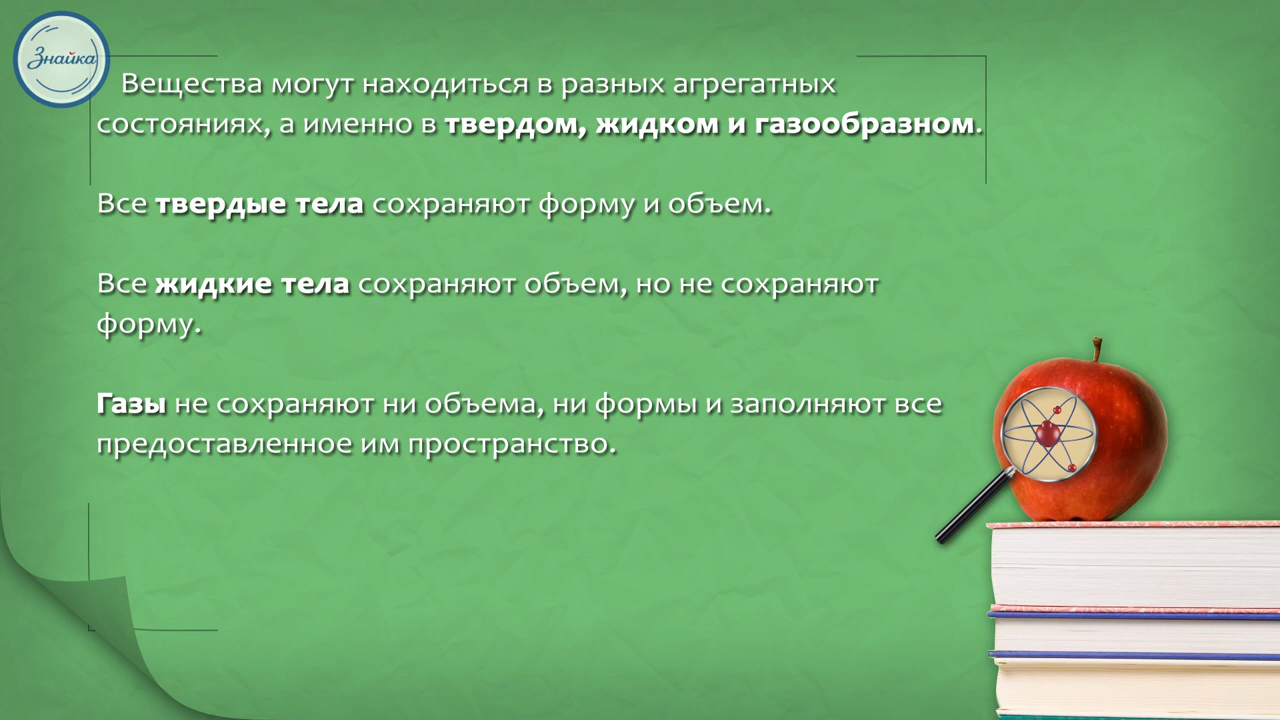 Знайка
Вещества могут находиться в разных агрегатных
состояниях, а именно в твердом, жидком и газообразном.
Все твердые тела сохраняют форму и объем.
Все жидкие тела сохраняют объем, но не сохраняют
форму.
Газы не сохраняют ни объема, ни формы и заполняют все
предоставленное им пространство.